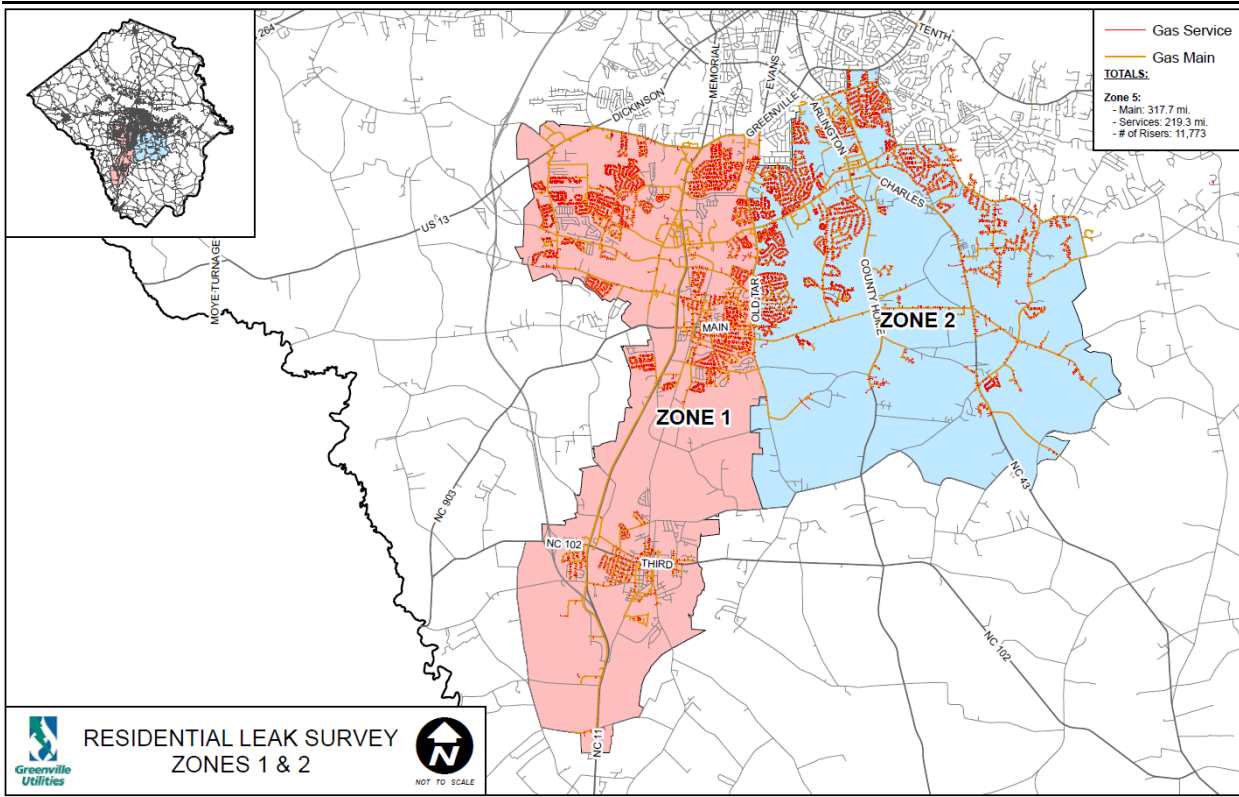 264
TENTH
Gas Service
Gas Main
TOTALS:
Zone 5:
- Main: 317.7 mi.
- Services: 219.3 mi.
- # of Risers: 11,773
MEMORIAL
EVANS
DICKINSON
GREENVILLE
ARLINGTON
CHARLES
US 13
MOYE-TURNAGE
OLD TAR
COUNTY HOME
MAIN
ZONE 2
ZONE 1
NC 903
NC 43
NC 102
THIRD
NC 102
NC 11
Greenville
Utilities
RESIDENTIAL LEAK SURVEY
ZONES 1 & 2
N
NOT TO SCALE